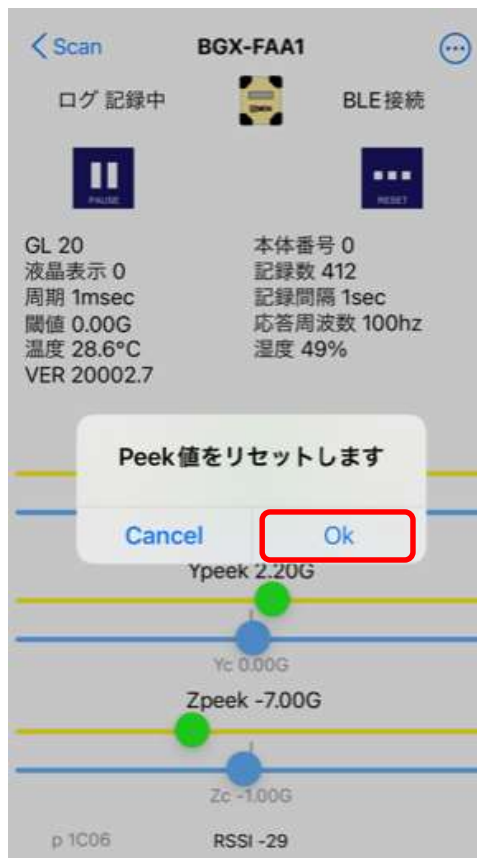 Scan BGX-FAA1
ログ 記録中 BLE接続
PAUSE RESET
GL 20 本体番号 0
液晶表示 0 記録数 412
周期 1msec 記録間隔 1sec
閾値 0.00G 応答周波数 100hz
温度 28.6°C 湿度 49%
VER 20002.7
Peek値をリセットします
Cancel Ok
Ypeek 2.20G
Yc 0.00G
Zpeek -7.00G
Zc -1.00G
p 1C06 RSSI -29